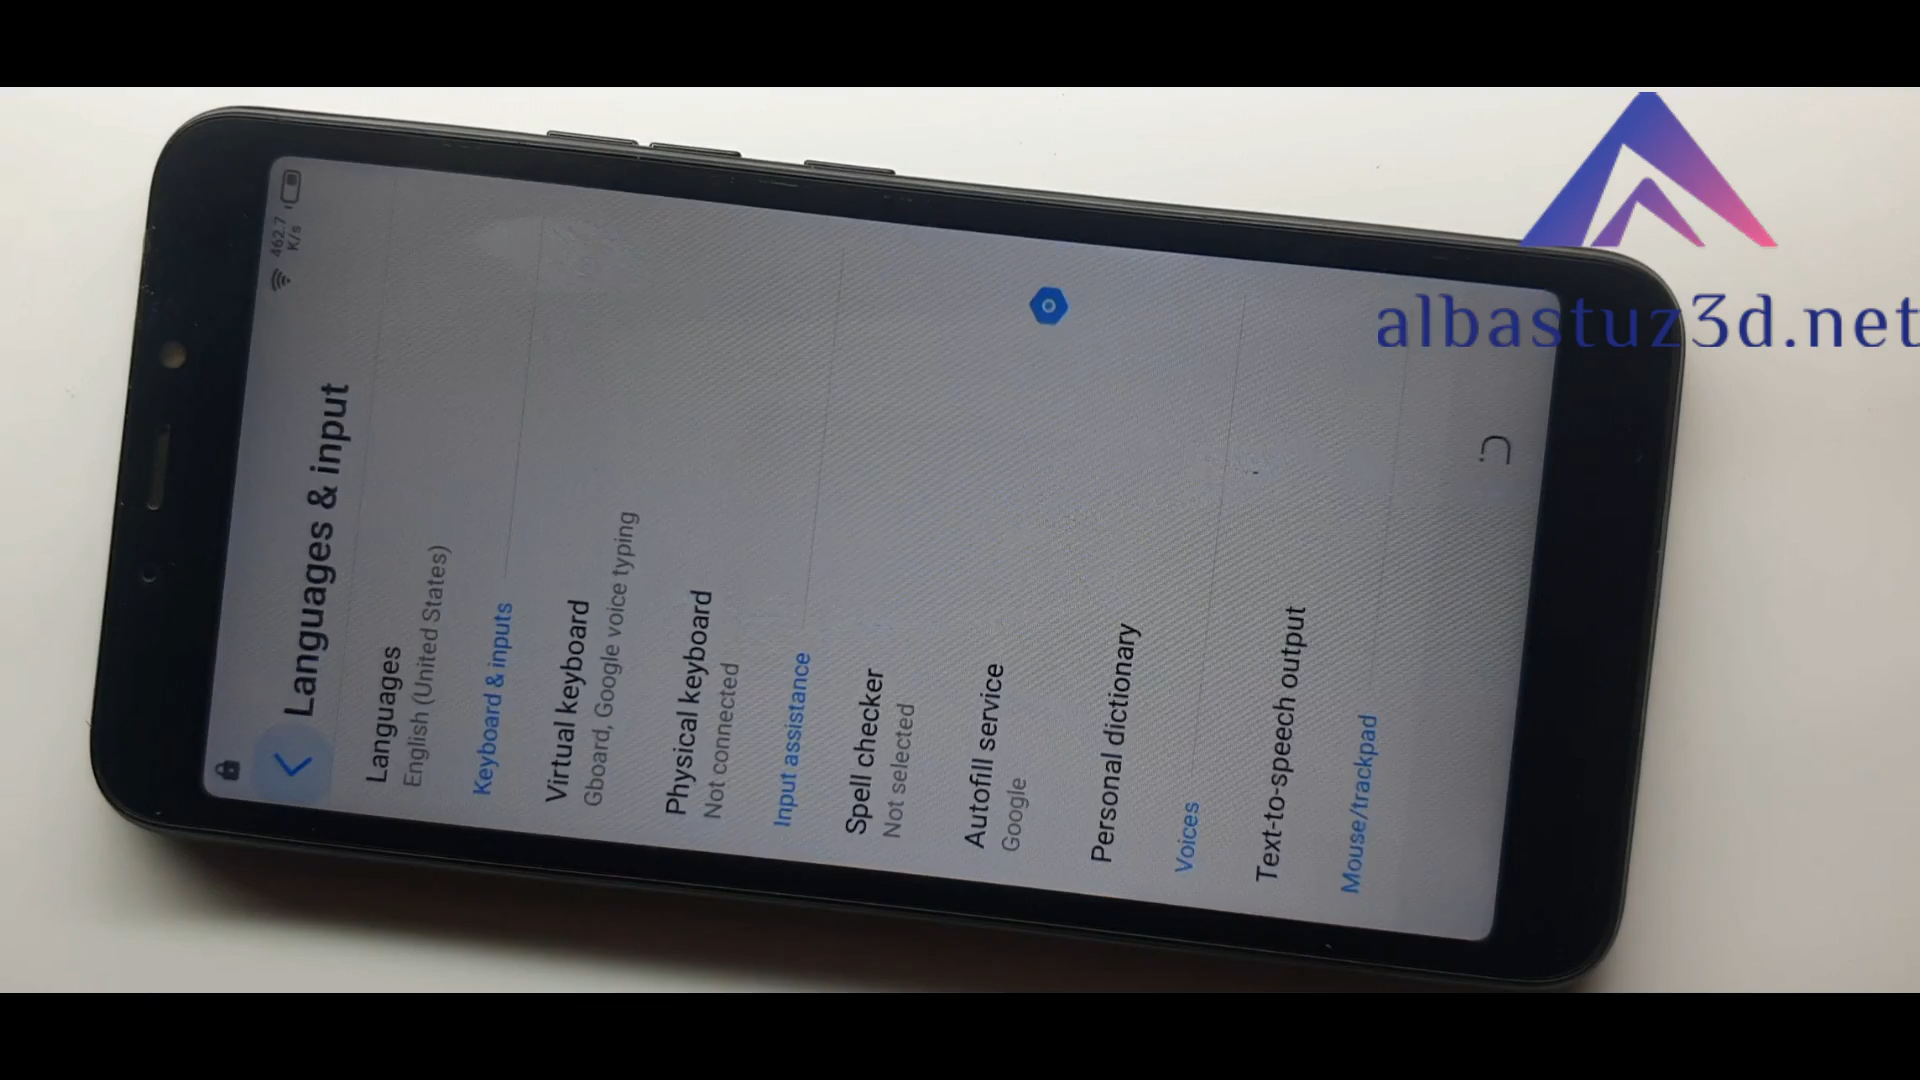 462.7
K/s
Languages & input
Languages
English (United States)
Keyboard & inputs
Virtual keyboard
Gboard, Google voice typing
Physical keyboard
Not connected
Input assistance
Spell checker
Not selected
Autofill service
Google
Personal dictionary
Voices
Text-to-speech output
Mouse/trackpad
albastuz3d.net